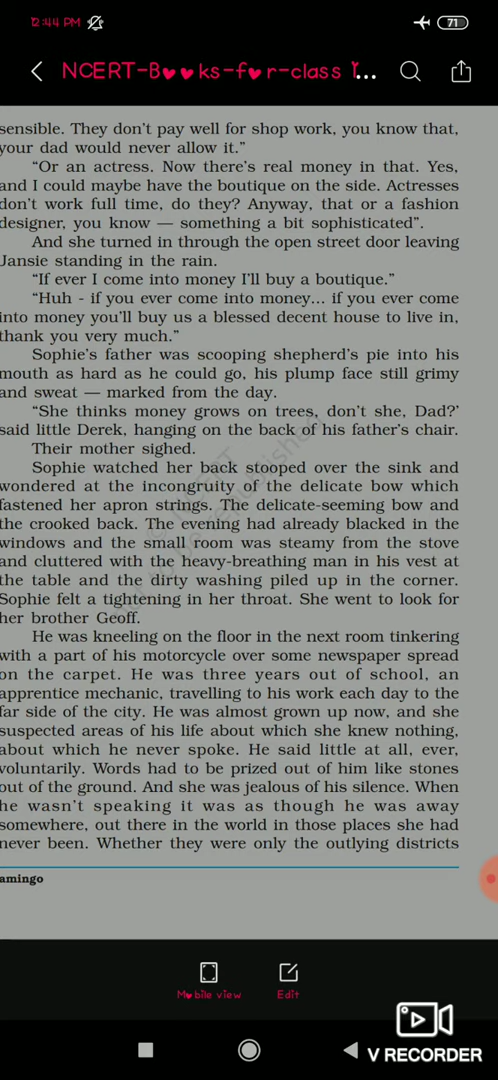 2:44 PM
71
NCERT-B♥♥ks-f♥r-class 1...
sensible. They don't pay well for shop work, you know that,
your dad would never allow it."
"Or an actress. Now there's real money in that. Yes,
and I could maybe have the boutique on the side. Actresses
don't work full time, do they? Anyway, that or a fashion
designer, you know — something a bit sophisticated".
And she turned in through the open street door leaving
Jansie standing in the rain.
"If ever I come into money I'll buy a boutique."
"Huh - if you ever come into money... if you ever come
into money you'll buy us a blessed decent house to live in,
thank you very much."
Sophie's father was scooping shepherd's pie into his
mouth as hard as he could go, his plump face still grimy
and sweat — marked from the day.
"She thinks money grows on trees, don't she, Dad?'
said little Derek, hanging on the back of his father's chair.
Their mother sighed.
Sophie watched her back stooped over the sink and
wondered at the incongruity of the delicate bow which
fastened her apron strings. The delicate-seeming bow and
the crooked back. The evening had already blacked in the
windows and the small room was steamy from the stove
and cluttered with the heavy-breathing man in his vest at
the table and the dirty washing piled up in the corner.
Sophie felt a tightening in her throat. She went to look for
her brother Geoff.
He was kneeling on the floor in the next room tinkering
with a part of his motorcycle over some newspaper spread
on the carpet. He was three years out of school, an
apprentice mechanic, travelling to his work each day to the
far side of the city. He was almost grown up now, and she
suspected areas of his life about which she knew nothing,
about which he never spoke. He said little at all, ever,
voluntarily. Words had to be prized out of him like stones
out of the ground. And she was jealous of his silence. When
he wasn't speaking it was as though he was away
somewhere, out there in the world in those places she had
never been. Whether they were only the outlying districts
amingo
M♥bile view
Edit
V RECORDER